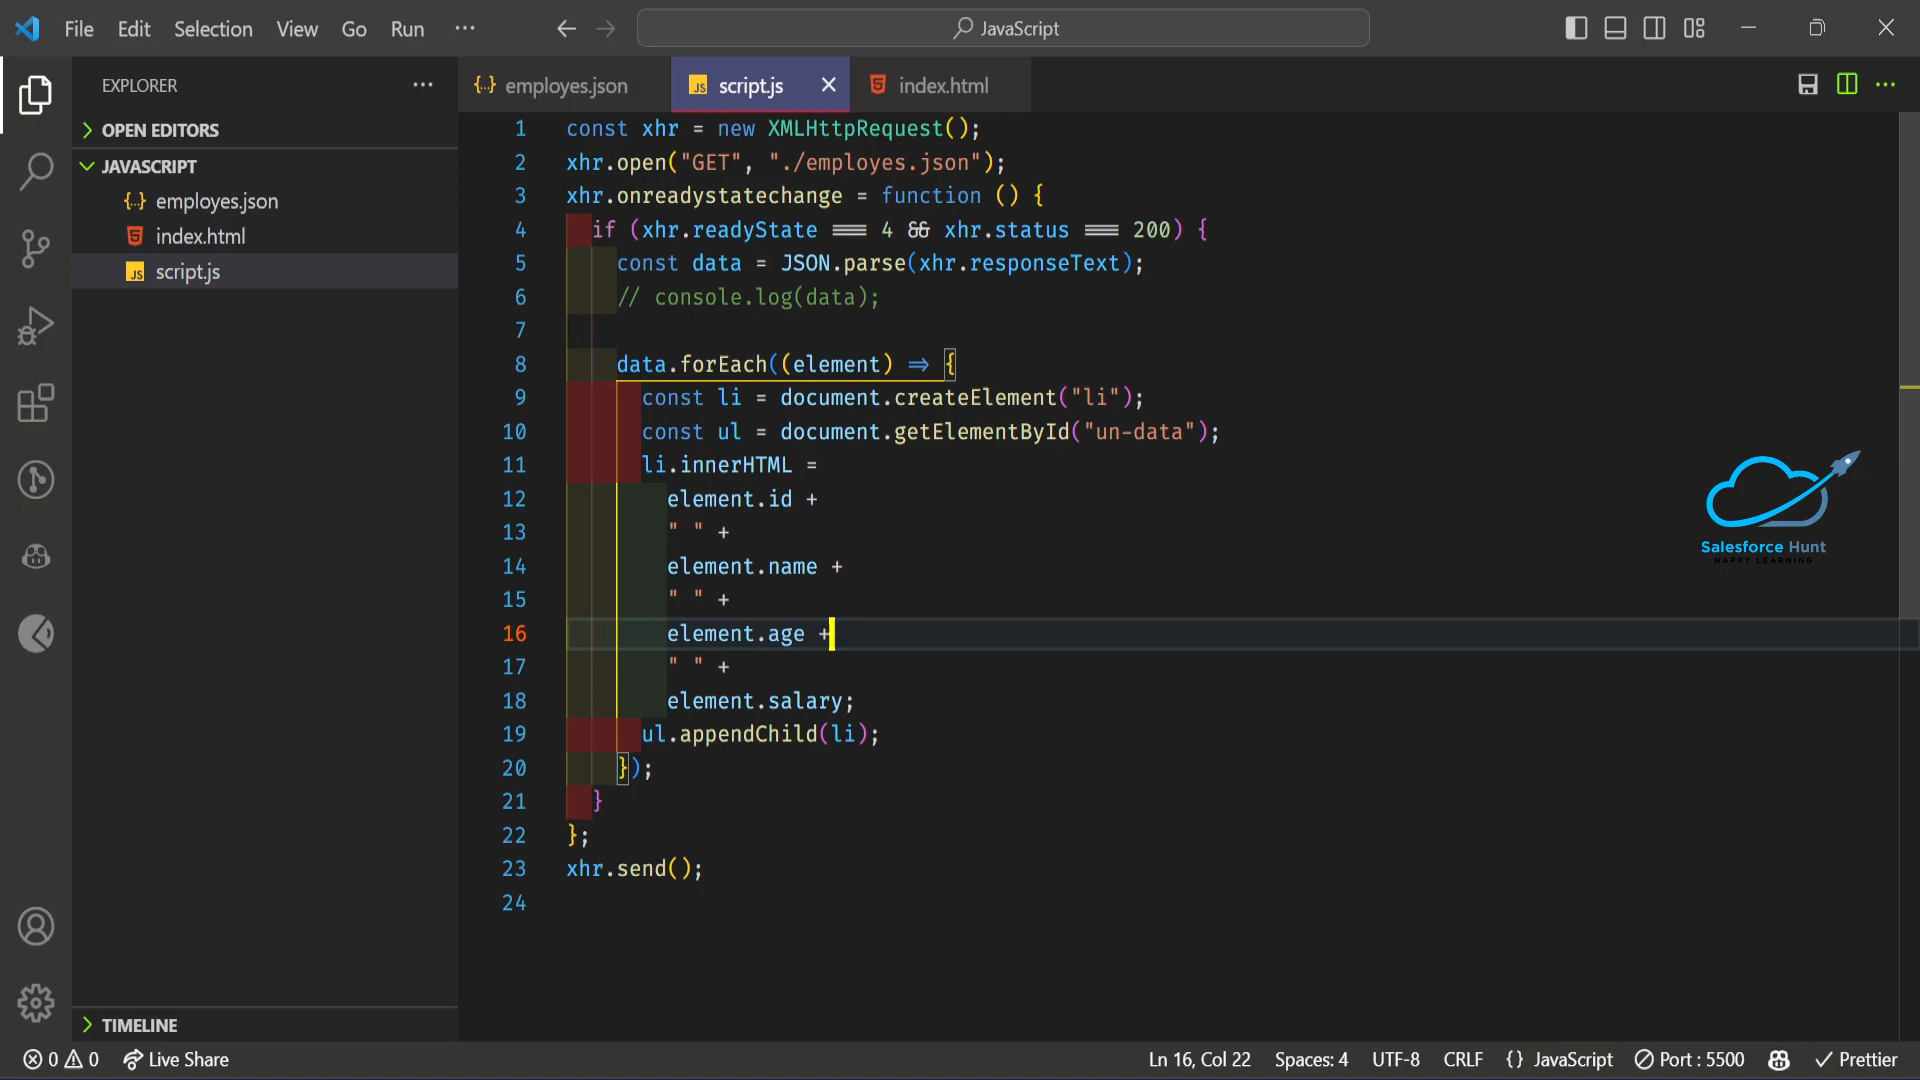 File Edit Selection View Go Run ···
JavaScript
EXPLORER
OPEN EDITORS
JAVASCRIPT
{..} employes.json
index.html
JS script.js
TIMELINE
{..} employes.json
JS script.js
index.html
1 const xhr = new XMLHttpRequest();
2 xhr.open("GET", "./employes.json");
3 xhr.onreadystatechange = function () {
4 if (xhr.readyState === 4 && xhr.status === 200) {
5 const data = JSON.parse(xhr.responseText);
6 // console.log(data);
7
8 data.forEach((element) => {
9 const li = document.createElement("li");
10 const ul = document.getElementById("un-data");
11 li.innerHTML =
12 element.id +
13 " " +
14 element.name +
15 " " +
16 element.age +
17 " " +
18 element.salary;
19 ul.appendChild(li);
20 });
21 }
22 };
23 xhr.send();
24
Salesforce Hunt
HAPPY LEARNING
0 0 Live Share
Ln 16, Col 22 Spaces: 4 UTF-8 CRLF {} JavaScript Port : 5500 Prettier